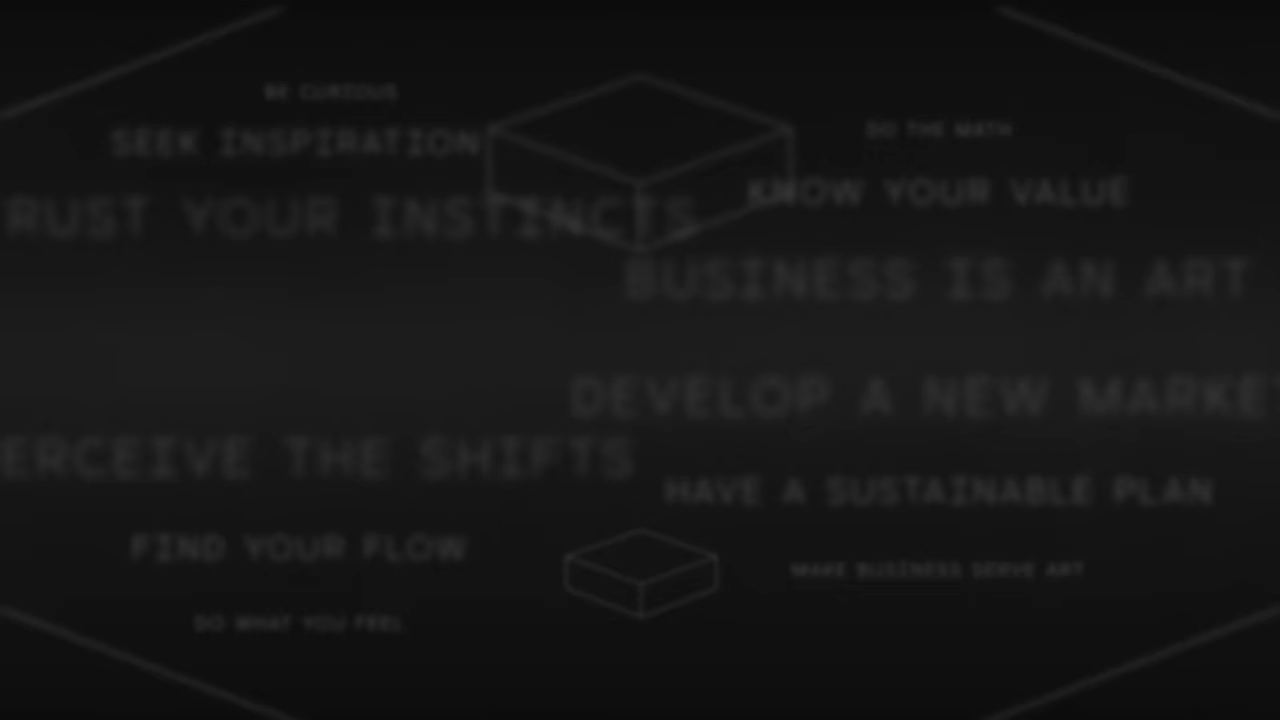 BE CURIOUS
SEEK INSPIRATION
RUST YOUR INSTINCTS
ERCEIVE THE SHIFTS
FIND YOUR FLOW
DO WHAT YOU FEEL
DO THE MATH
KNOW YOUR VALUE
BUSINESS IS AN ART
DEVELOP A NEW MARKET
HAVE A SUSTAINABLE PLAN
MAKE BUSINESS SERVE ART